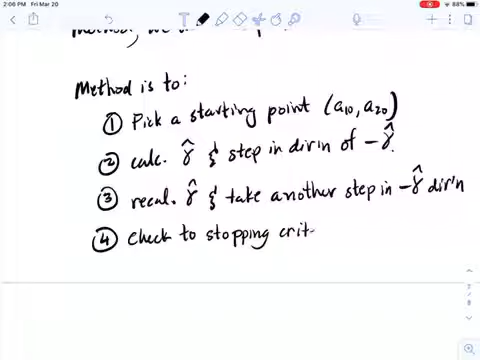 2:06 PM Fri Mar 20
88%
Method is to:
① Pick a starting point (a₁₀, a₂₀)
② calc. γ̂ & step in dir'n of -γ̂.
③ recal. γ̂ & take another step in -γ̂ dir'n
④ Check to stopping crit